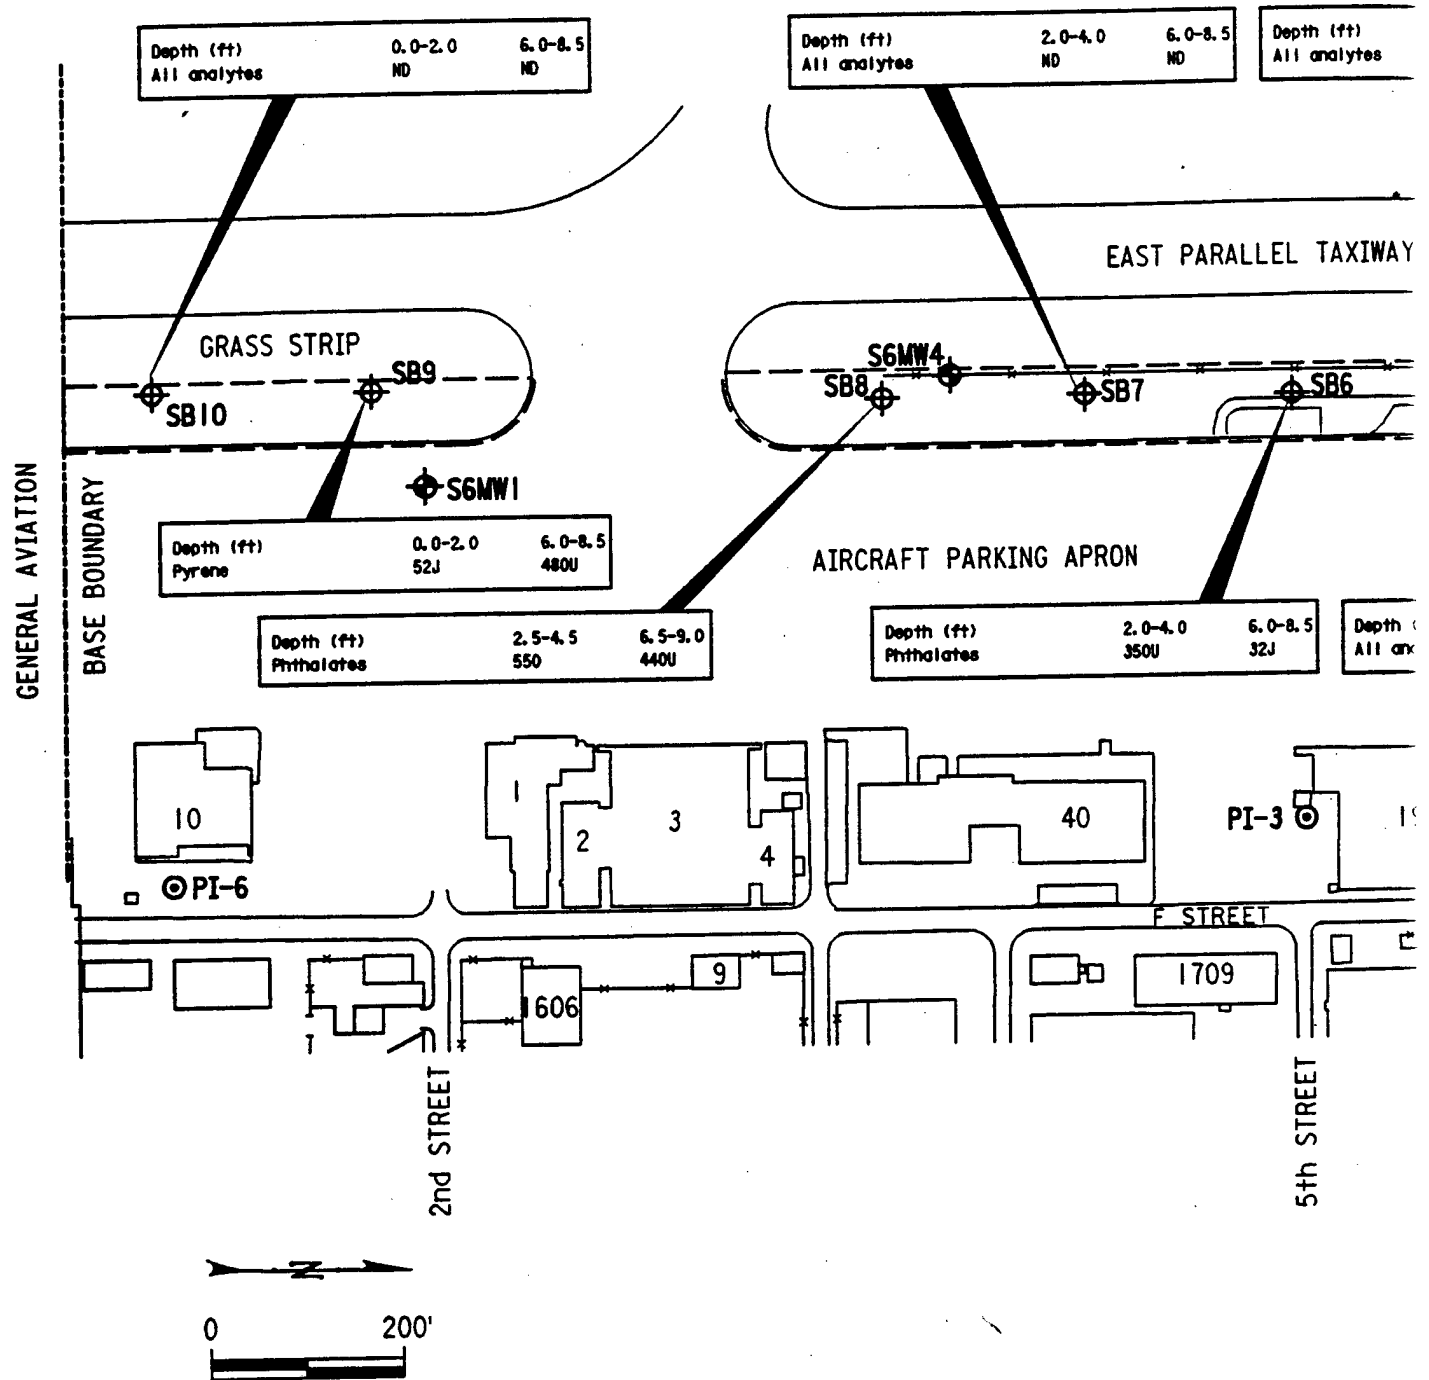 Depth (ft) 0.0-2.0 6.0-8.5
All analytes ND ND
Depth (ft) 2.0-4.0 6.0-8.5
All analytes ND ND
Depth (ft)
All analytes
EAST PARALLEL TAXIWAY
GRASS STRIP
SB10
SB9
S6MW4
SB8
SB7
SB6
S6MW1
GENERAL AVIATION
BASE BOUNDARY
Depth (ft) 0.0-2.0 6.0-8.5
Pyrene 52J 480U
AIRCRAFT PARKING APRON
Depth (ft) 2.5-4.5 6.5-9.0
Phthalates 550 440U
Depth (ft) 2.0-4.0 6.0-8.5
Phthalates 350U 32J
Depth
All
10
1
2
3
4
40
PI-3
PI-6
F STREET
1606
9
1709
2nd STREET
5th STREET
N
0 200'